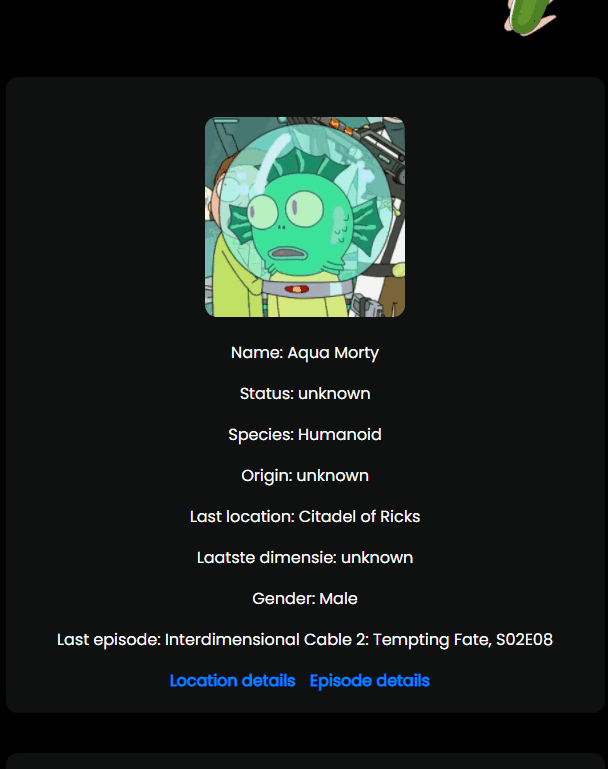 Name: Aqua Morty
Status: unknown
Species: Humanoid
Origin: unknown
Last location: Citadel of Ricks
Laatste dimensie: unknown
Gender: Male
Last episode: Interdimensional Cable 2: Tempting Fate, S02E08
Location details Episode details